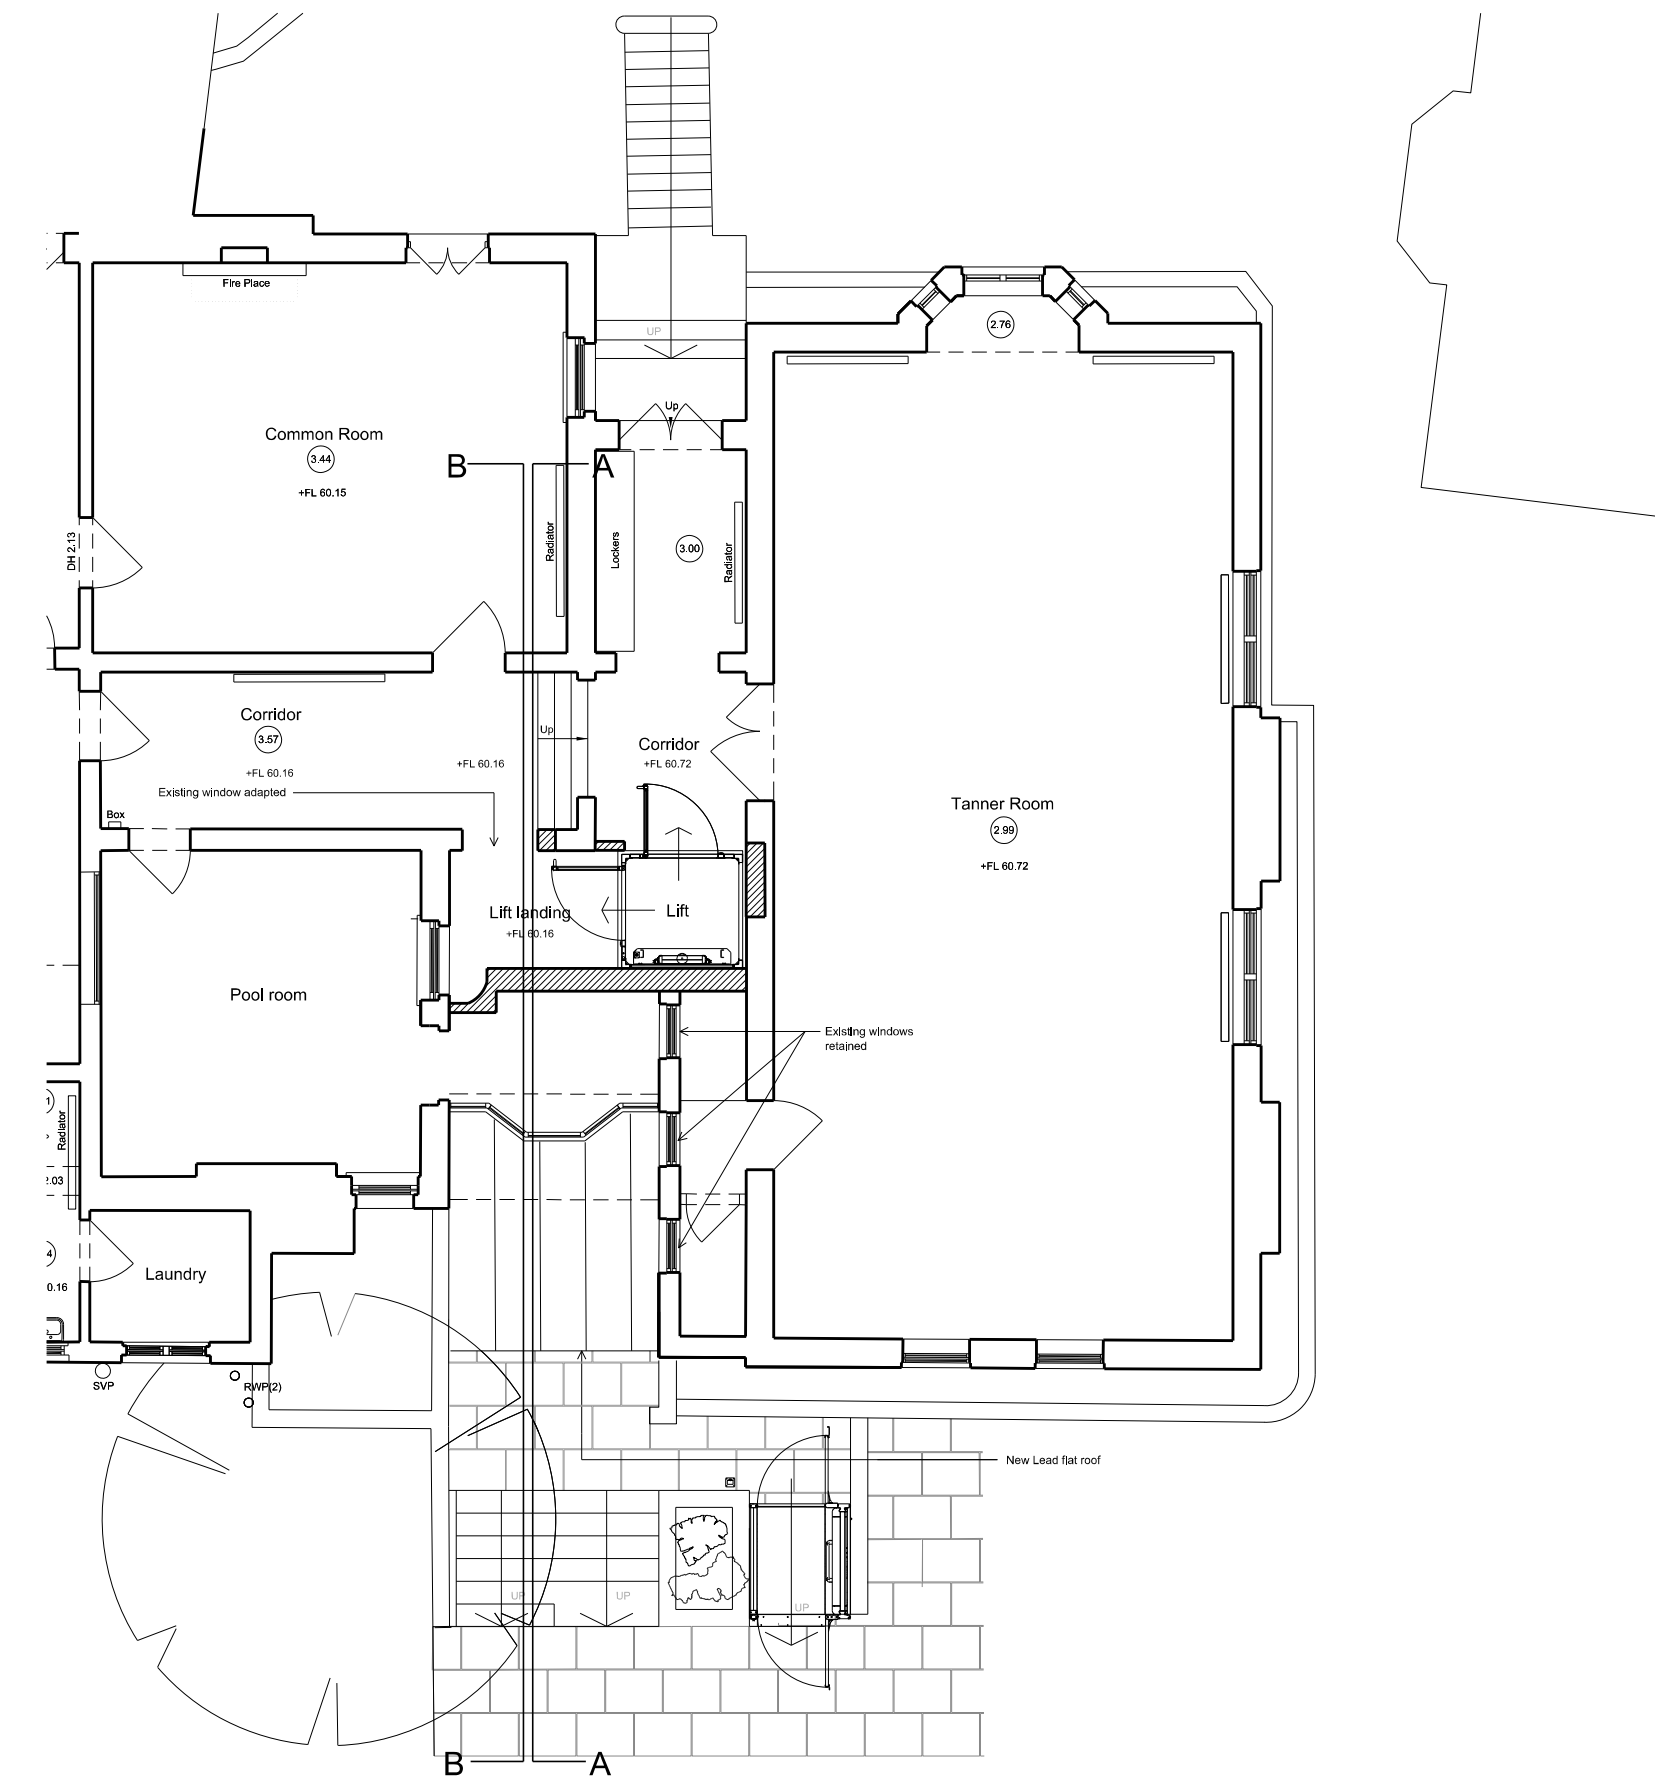 Fire Place
UP
2.76
Up
Common Room
3.44
+FL 60.15
B
A
DH 2.13
Radiator
Lockers
3.00
Radiator
Corridor
3.57
+FL 60.16
Up
+FL 60.16
Corridor
+FL 60.72
Existing window adapted
Box
Tanner Room
2.99
+FL 60.72
Lift landing
+FL 60.16
Lift
Pool room
Existing windows
retained
Radiator
2.03
4
0.16
Laundry
SVP
RWP(2)
New Lead flat roof
UP
UP
UP
B
A